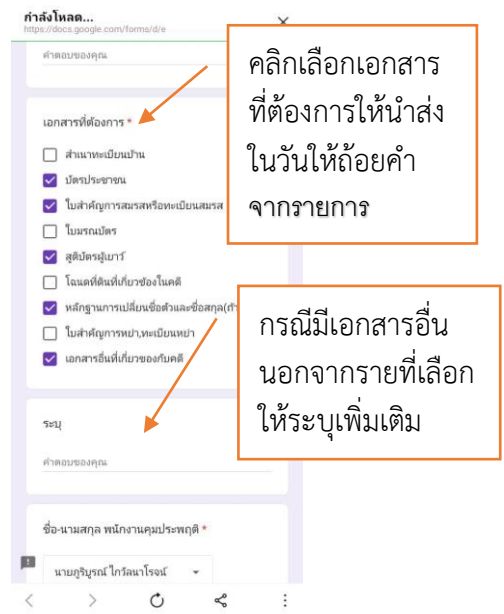 กำลังโหลด...
https://docs.google.com/forms/d/e
คำตอบของคุณ
คลิกเลือกเอกสาร
ที่ต้องการให้นำส่ง
ในวันให้ถ้อยคำ
จากรายการ
เอกสารที่ต้องการ *
สำเนาทะเบียนบ้าน
บัตรประชาชน
ใบสำคัญการสมรสหรือทะเบียนสมรส
ใบมรณบัตร
สูติบัตรผู้เยาว์
โฉนดที่ดินที่เกี่ยวข้องในคดี
หลักฐานการเปลี่ยนชื่อตัวและชื่อสกุล(ถ้า
ใบสำคัญการหย่า,ทะเบียนหย่า
เอกสารอื่นที่เกี่ยวของกับคดี
กรณีมีเอกสารอื่น
นอกจากรายที่เลือก
ให้ระบุเพิ่มเติม
ระบุ
คำตอบของคุณ
ชื่อ-นามสกุล พนักงานคุมประพฤติ *
นายภูริบูรณ์ ไกวัลนาโรจน์